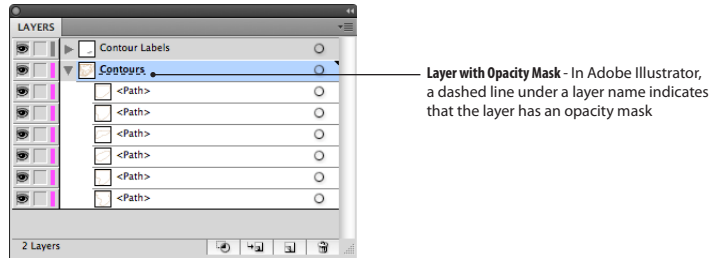 LAYERS
Contour Labels
Contours
<Path>
<Path>
<Path>
<Path>
<Path>
<Path>
2 Layers
Layer with Opacity Mask - In Adobe Illustrator,
a dashed line under a layer name indicates
that the layer has an opacity mask